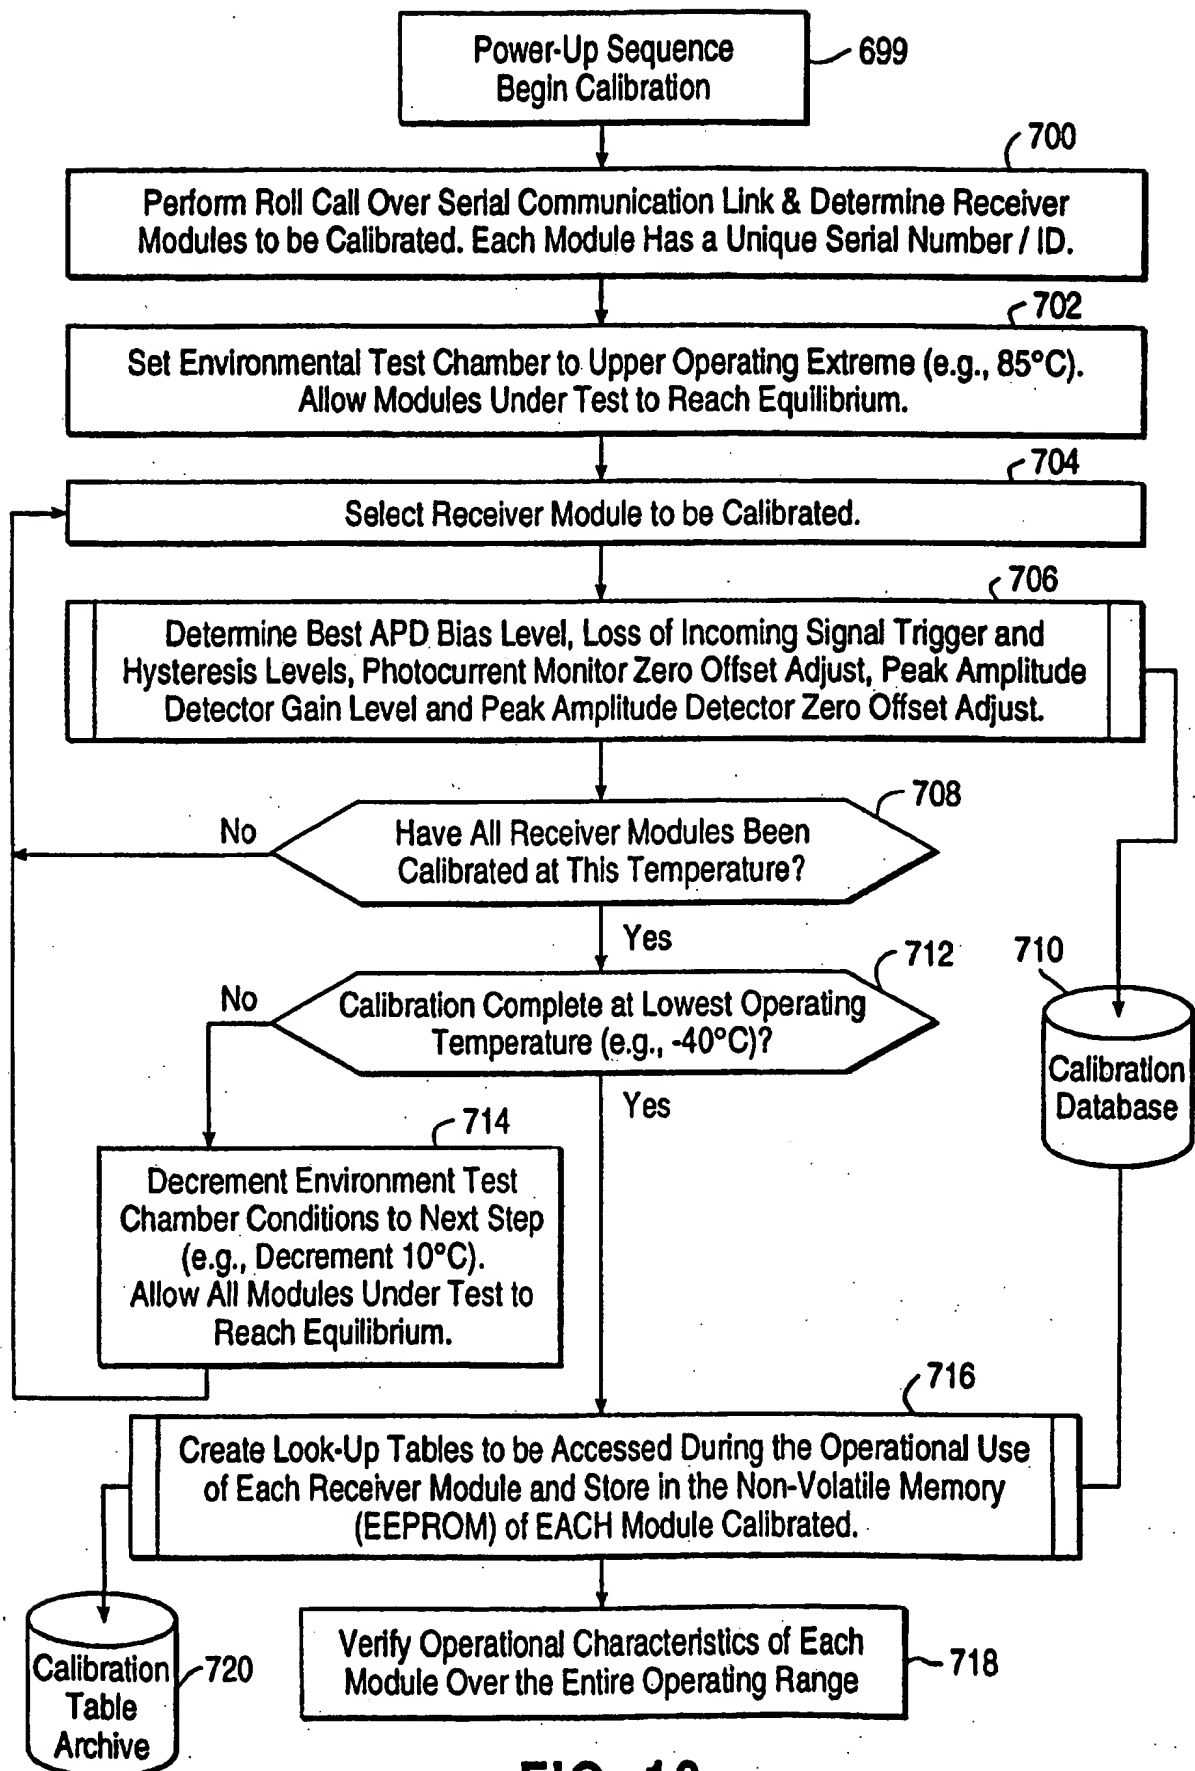 Power-Up Sequence
Begin Calibration
699
700
Perform Roll Call Over Serial Communication Link & Determine Receiver
Modules to be Calibrated. Each Module Has a Unique Serial Number / ID.
702
Set Environmental Test Chamber to Upper Operating Extreme (e.g., 85°C).
Allow Modules Under Test to Reach Equilibrium.
704
Select Receiver Module to be Calibrated.
706
Determine Best APD Bias Level, Loss of Incoming Signal Trigger and
Hysteresis Levels, Photocurrent Monitor Zero Offset Adjust, Peak Amplitude
Detector Gain Level and Peak Amplitude Detector Zero Offset Adjust.
708
No
Have All Receiver Modules Been
Calibrated at This Temperature?
Yes
712
710
No
Calibration Complete at Lowest Operating
Temperature (e.g., -40°C)?
Calibration
Database
Yes
714
Decrement Environment Test
Chamber Conditions to Next Step
(e.g., Decrement 10°C).
Allow All Modules Under Test to
Reach Equilibrium.
716
Create Look-Up Tables to be Accessed During the Operational Use
of Each Receiver Module and Store in the Non-Volatile Memory
(EEPROM) of EACH Module Calibrated.
Calibration
Table
Archive
720
Verify Operational Characteristics of Each
Module Over the Entire Operating Range
718